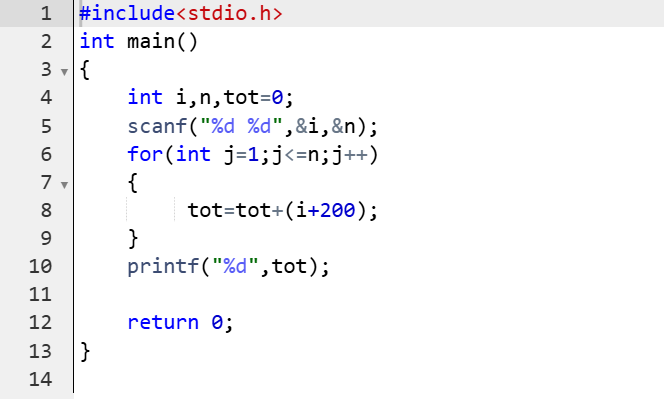 1 #include<stdio.h>
2 int main()
3 {
4     int i,n,tot=0;
5     scanf("%d %d",&i,&n);
6     for(int j=1;j<=n;j++)
7     {
8          tot=tot+(i+200);
9     }
10     printf("%d",tot);
11
12     return 0;
13 }
14